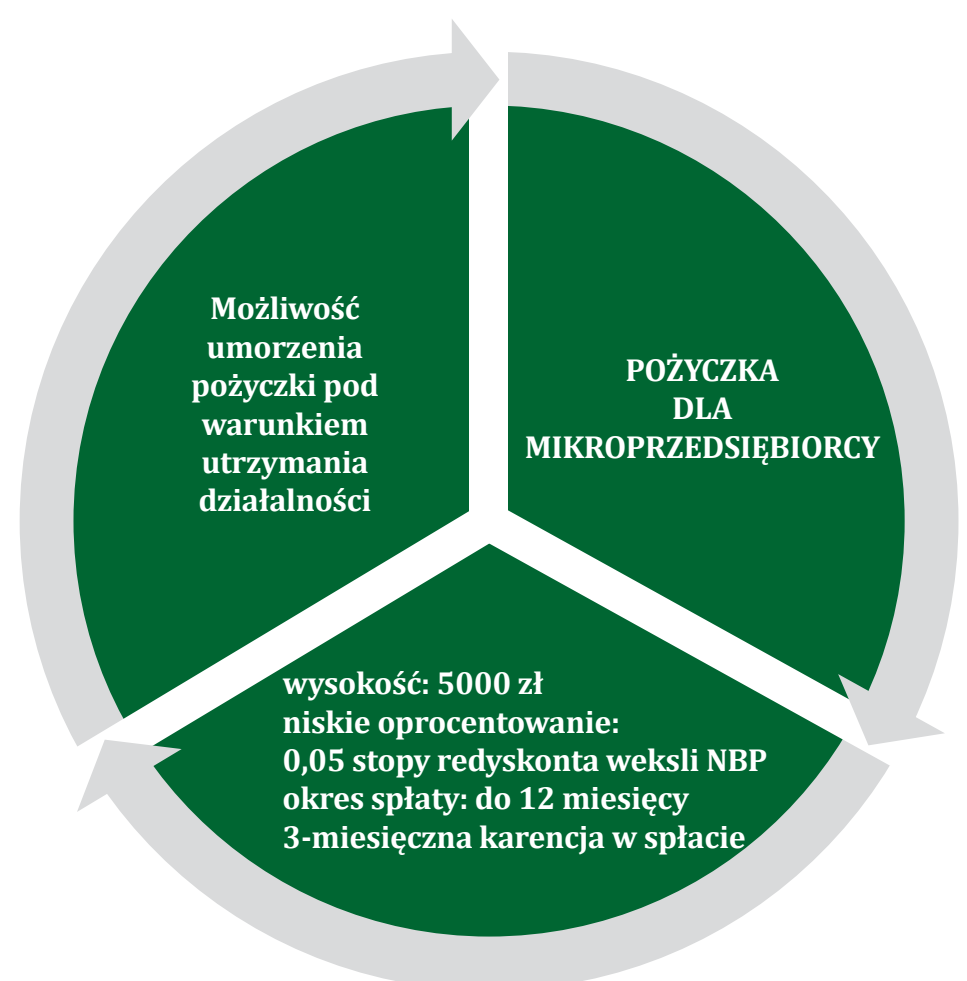 Możliwość
umorzenia
pożyczki pod
warunkiem
utrzymania
działalności
POŻYCZKA
DLA
MIKROPRZEDSIĘBIORCY
wysokość: 5000 zł
niskie oprocentowanie:
0,05 stopy redyskonta weksli NBP
okres spłaty: do 12 miesięcy
3-miesięczna karencja w spłacie